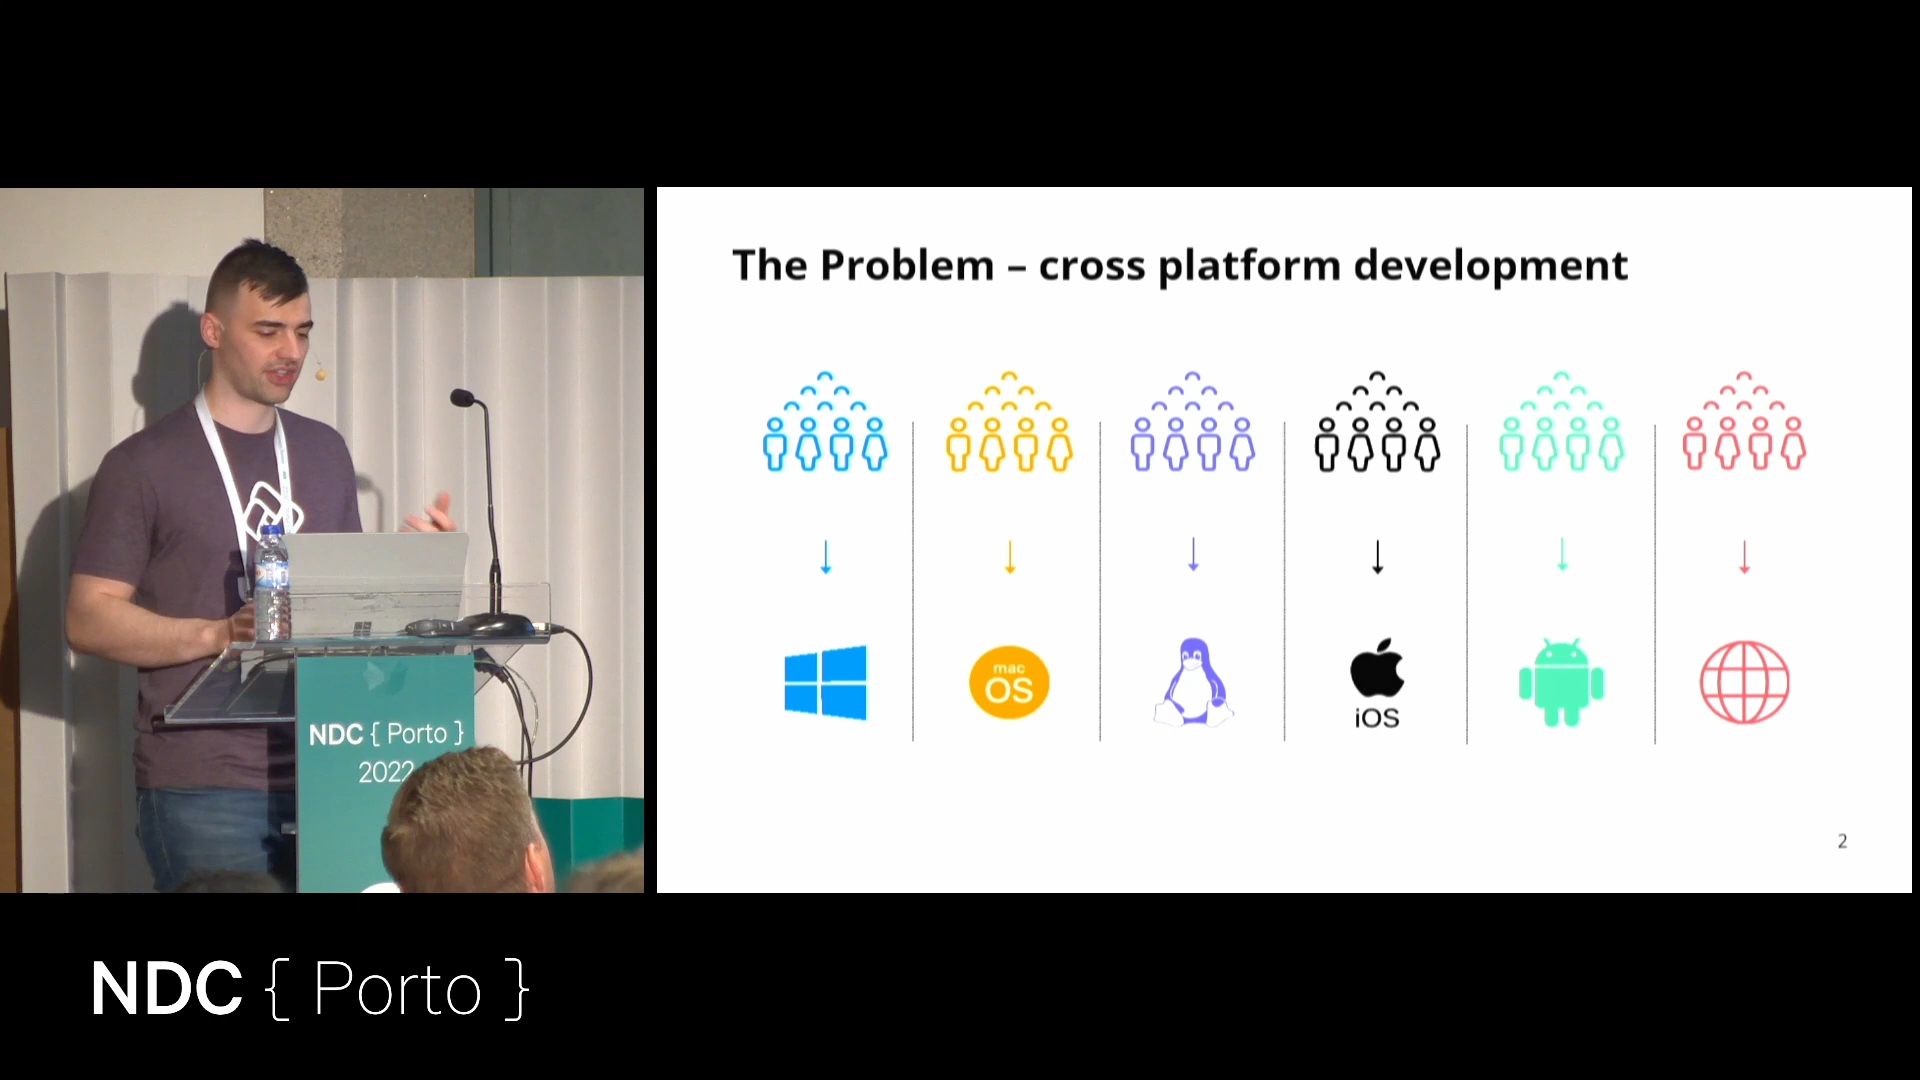 The Problem – cross platform development
mac
OS
iOS
2
NDC { Porto }
2022
NDC { Porto }